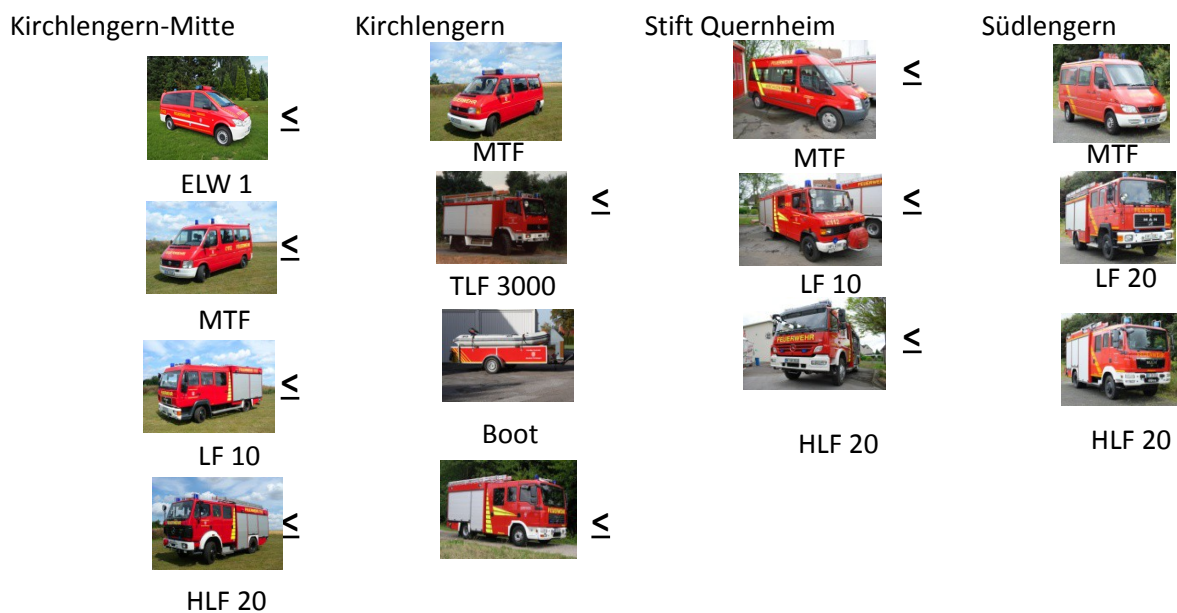 Kirchlengern-Mitte
Kirchlengern
Stift Quernheim
Südlengern
≤
≤
ELW 1
MTF
MTF
MTF
≤
≤
≤
MTF
TLF 3000
LF 10
LF 20
≤
≤
LF 10
Boot
HLF 20
HLF 20
≤
≤
HLF 20